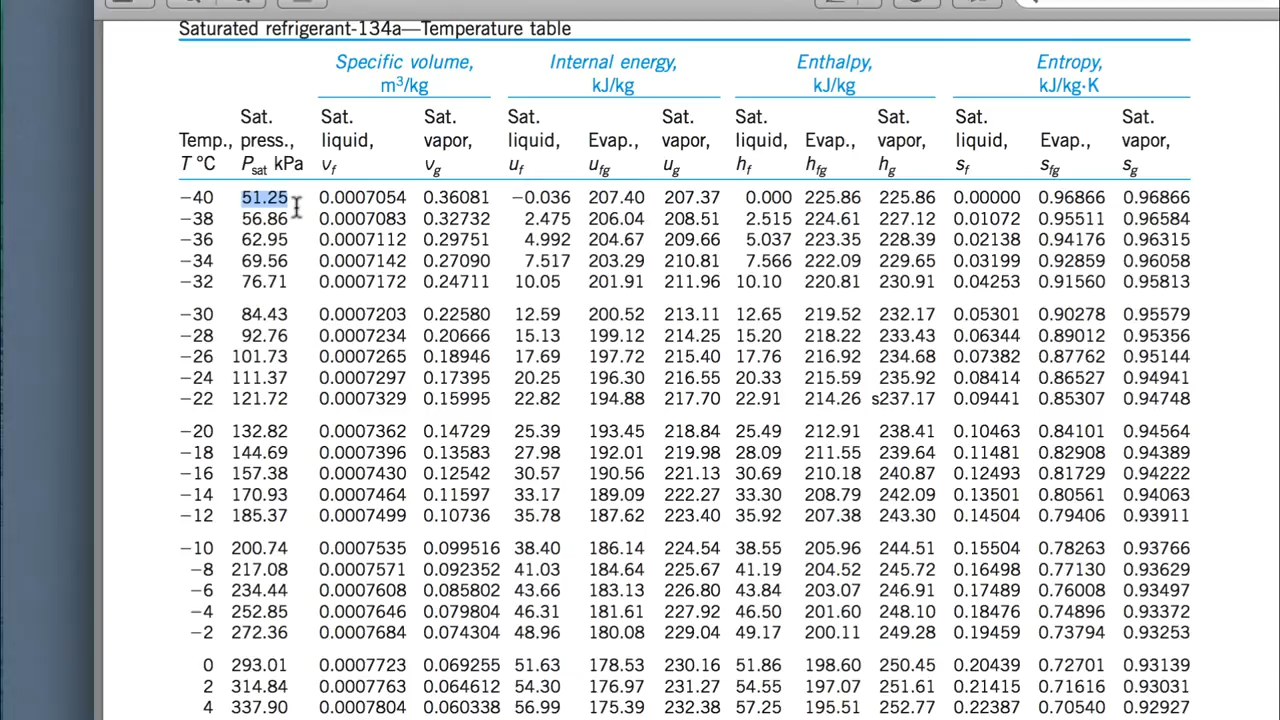 Saturated refrigerant-134a—Temperature table
Specific volume, Internal energy, Enthalpy, Entropy,
m³/kg kJ/kg kJ/kg kJ/kg·K
Sat. Sat. Sat. Sat. Sat. Sat. Sat. Sat. Sat.
Temp., press., liquid, vapor, liquid, Evap., vapor, liquid, Evap., vapor, liquid, Evap., vapor,
T °C Psat kPa vf vg uf ufg ug hf hfg hg sf sfg sg
−40 51.25 0.0007054 0.36081 −0.036 207.40 207.37 0.000 225.86 225.86 0.00000 0.96866 0.96866
−38 56.86 0.0007083 0.32732 2.475 206.04 208.51 2.515 224.61 227.12 0.01072 0.95511 0.96584
−36 62.95 0.0007112 0.29751 4.992 204.67 209.66 5.037 223.35 228.39 0.02138 0.94176 0.96315
−34 69.56 0.0007142 0.27090 7.517 203.29 210.81 7.566 222.09 229.65 0.03199 0.92859 0.96058
−32 76.71 0.0007172 0.24711 10.05 201.91 211.96 10.10 220.81 230.91 0.04253 0.91560 0.95813
−30 84.43 0.0007203 0.22580 12.59 200.52 213.11 12.65 219.52 232.17 0.05301 0.90278 0.95579
−28 92.76 0.0007234 0.20666 15.13 199.12 214.25 15.20 218.22 233.43 0.06344 0.89012 0.95356
−26 101.73 0.0007265 0.18946 17.69 197.72 215.40 17.76 216.92 234.68 0.07382 0.87762 0.95144
−24 111.37 0.0007297 0.17395 20.25 196.30 216.55 20.33 215.59 235.92 0.08414 0.86527 0.94941
−22 121.72 0.0007329 0.15995 22.82 194.88 217.70 22.91 214.26 s237.17 0.09441 0.85307 0.94748
−20 132.82 0.0007362 0.14729 25.39 193.45 218.84 25.49 212.91 238.41 0.10463 0.84101 0.94564
−18 144.69 0.0007396 0.13583 27.98 192.01 219.98 28.09 211.55 239.64 0.11481 0.82908 0.94389
−16 157.38 0.0007430 0.12542 30.57 190.56 221.13 30.69 210.18 240.87 0.12493 0.81729 0.94222
−14 170.93 0.0007464 0.11597 33.17 189.09 222.27 33.30 208.79 242.09 0.13501 0.80561 0.94063
−12 185.37 0.0007499 0.10736 35.78 187.62 223.40 35.92 207.38 243.30 0.14504 0.79406 0.93911
−10 200.74 0.0007535 0.099516 38.40 186.14 224.54 38.55 205.96 244.51 0.15504 0.78263 0.93766
−8 217.08 0.0007571 0.092352 41.03 184.64 225.67 41.19 204.52 245.72 0.16498 0.77130 0.93629
−6 234.44 0.0007608 0.085802 43.66 183.13 226.80 43.84 203.07 246.91 0.17489 0.76008 0.93497
−4 252.85 0.0007646 0.079804 46.31 181.61 227.92 46.50 201.60 248.10 0.18476 0.74896 0.93372
−2 272.36 0.0007684 0.074304 48.96 180.08 229.04 49.17 200.11 249.28 0.19459 0.73794 0.93253
0 293.01 0.0007723 0.069255 51.63 178.53 230.16 51.86 198.60 250.45 0.20439 0.72701 0.93139
2 314.84 0.0007763 0.064612 54.30 176.97 231.27 54.55 197.07 251.61 0.21415 0.71616 0.93031
4 337.90 0.0007804 0.060338 56.99 175.39 232.38 57.25 195.51 252.77 0.22387 0.70540 0.92927